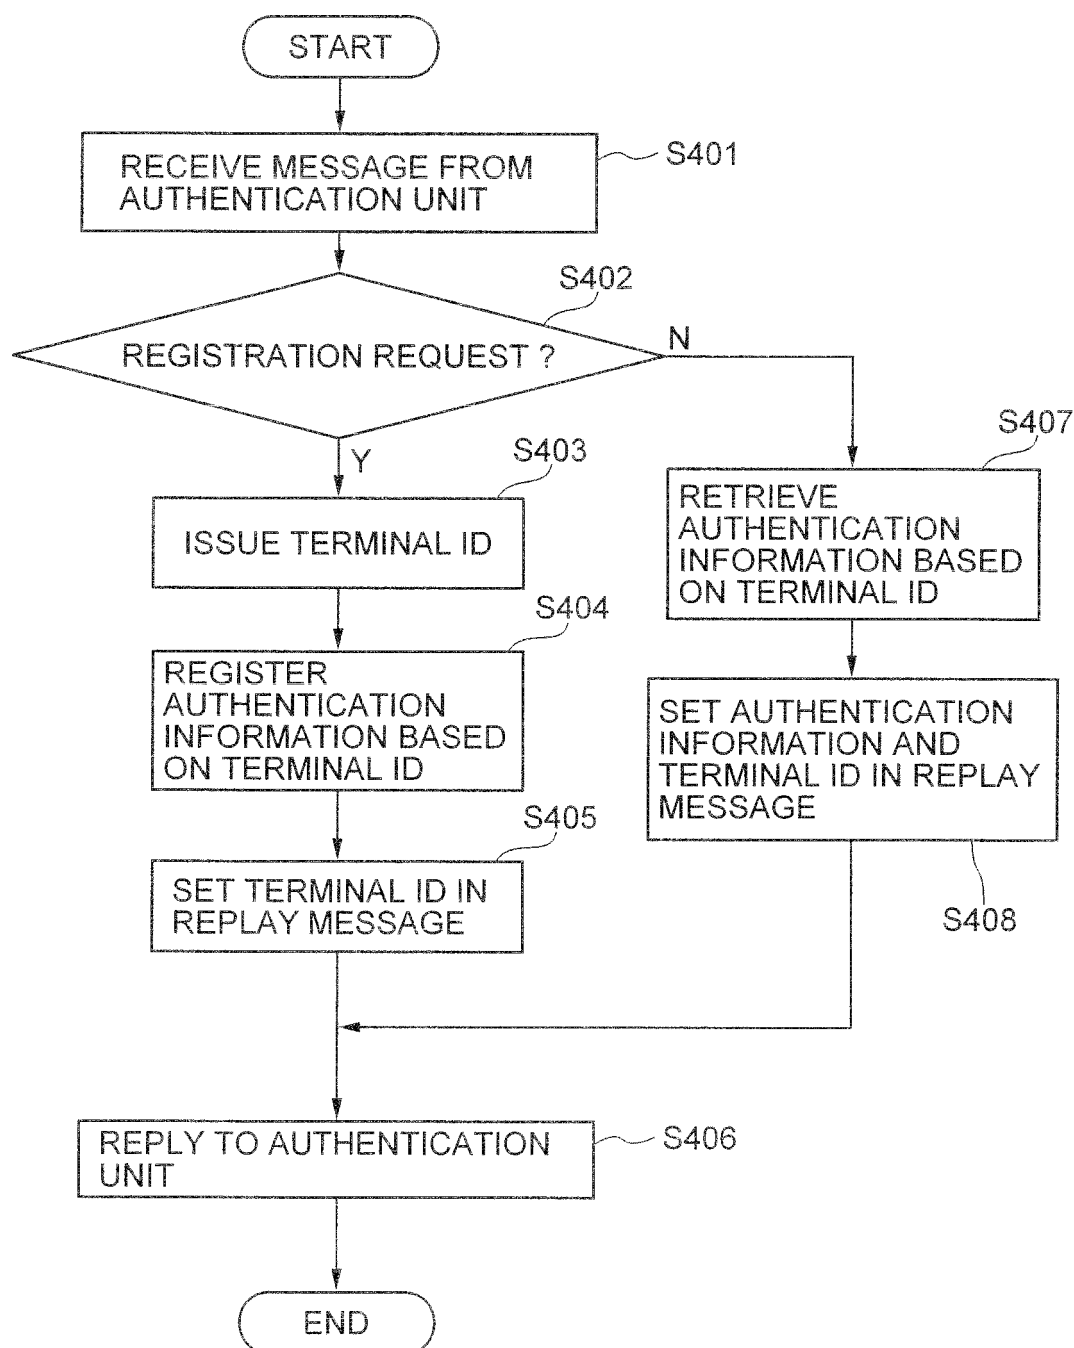 START
RECEIVE MESSAGE FROM
AUTHENTICATION UNIT
S401
S402
REGISTRATION REQUEST ?
N
Y
S403
ISSUE TERMINAL ID
S404
REGISTER
AUTHENTICATION
INFORMATION BASED
ON TERMINAL ID
S405
SET TERMINAL ID IN
REPLAY MESSAGE
S407
RETRIEVE
AUTHENTICATION
INFORMATION BASED
ON TERMINAL ID
SET AUTHENTICATION
INFORMATION AND
TERMINAL ID IN REPLAY
MESSAGE
S408
REPLY TO AUTHENTICATION
UNIT
S406
END